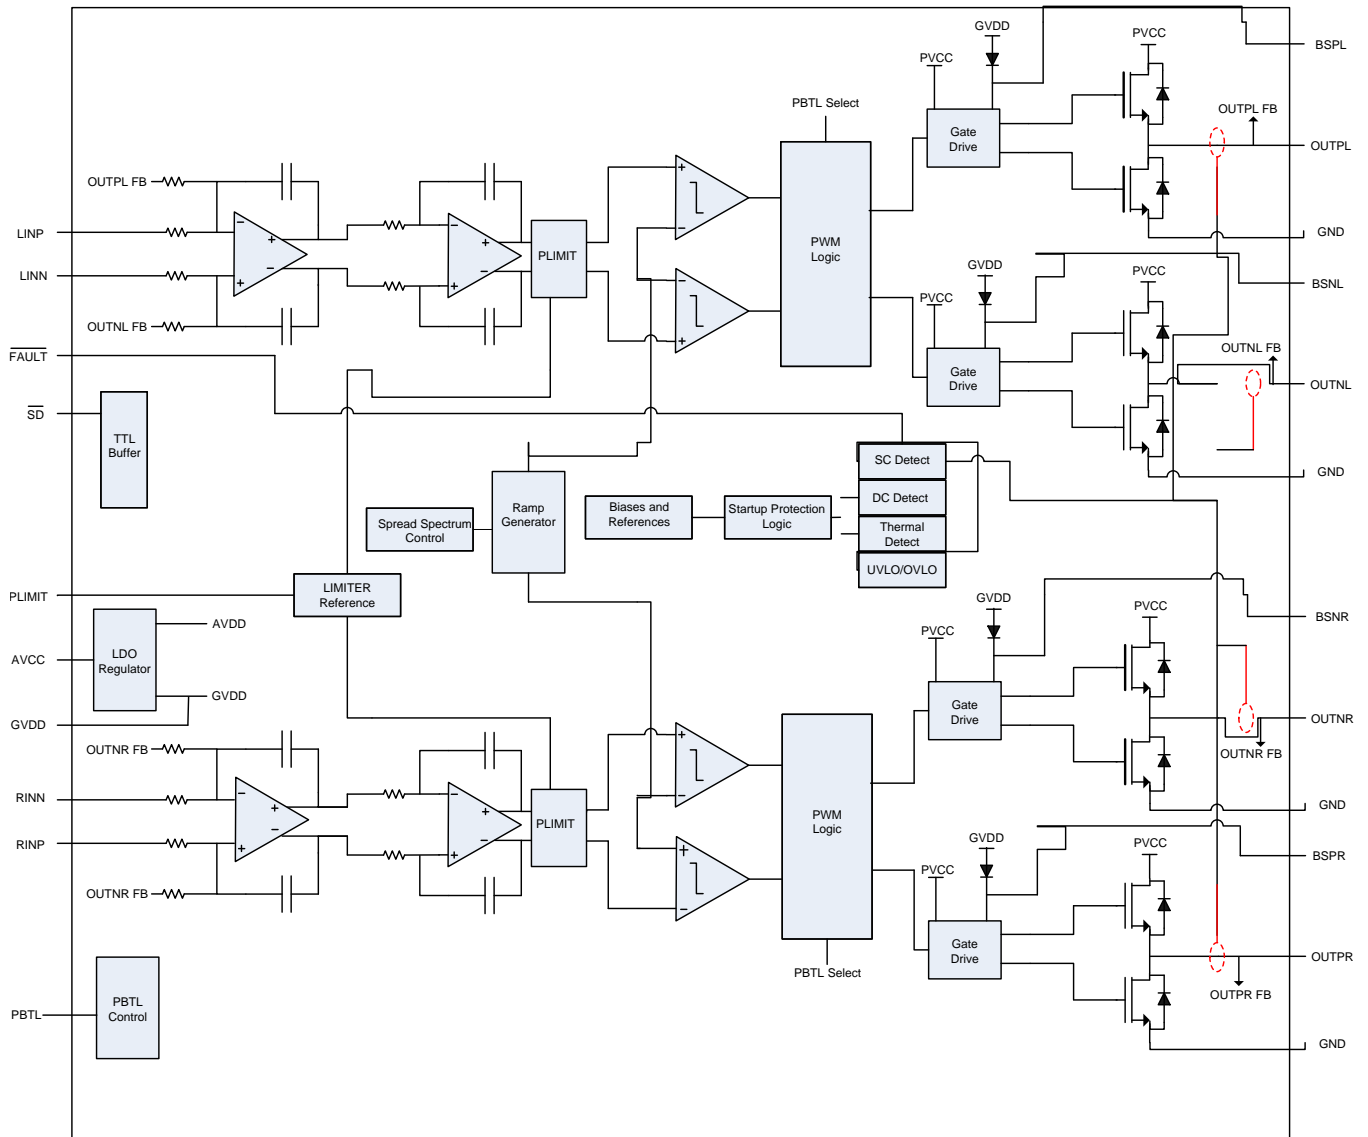 GVDD
PVCC
BSPL
PVCC
PBTL Select
OUTPL FB
Gate
Drive
OUTPL
OUTPL FB
LINP
GND
PWM
Logic
PLIMIT
LINN
GVDD
PVCC
BSNL
PVCC
OUTNL FB
OUTNL FB
FAULT
Gate
Drive
OUTNL
SD
TTL
Buffer
SC Detect
GND
DC Detect
Ramp
Generator
Biases and
References
Startup Protection
Logic
Spread Spectrum
Control
Thermal
Detect
UVLO/OVLO
LIMITER
Reference
PLIMIT
GVDD
PVCC
BSNR
AVDD
PVCC
LDO
Regulator
AVCC
GVDD
Gate
Drive
GVDD
OUTNR
OUTNR FB
OUTNR FB
RINN
GND
PWM
Logic
PLIMIT
RINP
GVDD
PVCC
BSPR
PVCC
OUTNR FB
Gate
Drive
OUTPR
PBTL Select
OUTPR FB
PBTL
Control
PBTL
GND
+
−